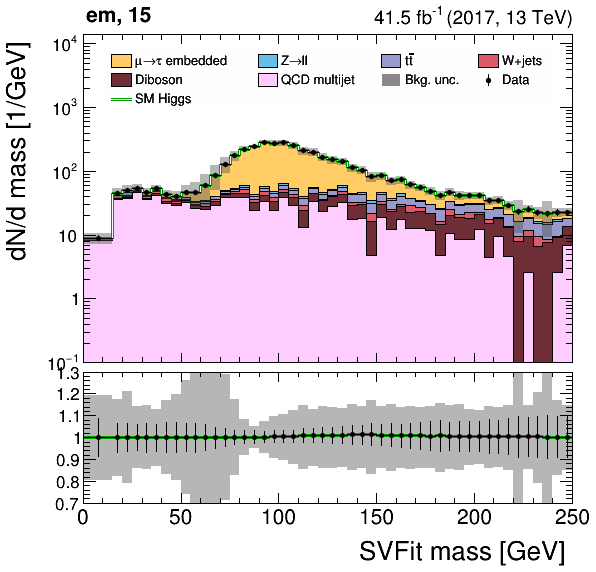 em, 15
41.5 fb⁻¹ (2017, 13 TeV)
dN/d mass [1/GeV]
μ→τ embedded
Z→ll
tt̄
W+jets
Diboson
QCD multijet
Bkg. unc.
Data
SM Higgs
10⁴
10³
10²
10
1
10⁻¹
1.3
1.2
1.1
1
0.9
0.8
0.7
0 50 100 150 200 250
SVFit mass [GeV]